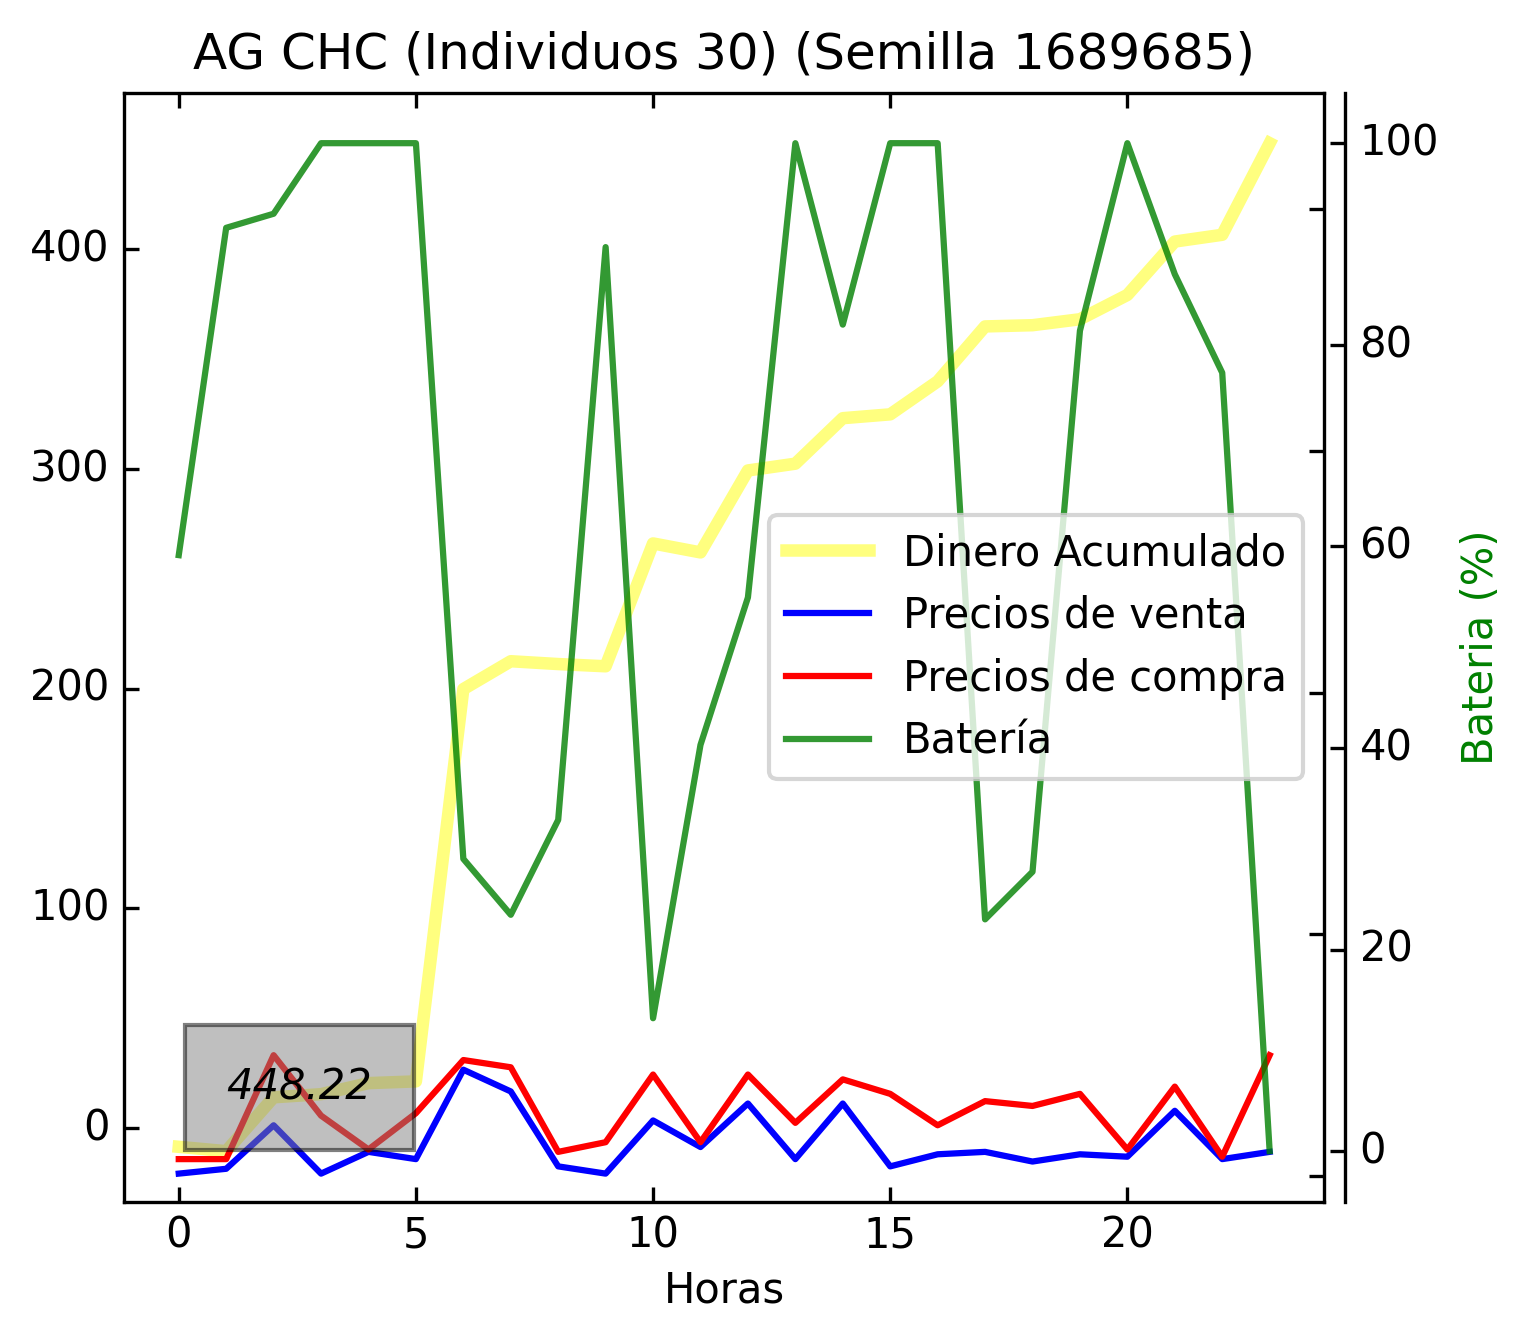 AG CHC (Individuos 30) (Semilla 1689685)
400
300
200
100
0
100
80
60
40
20
0
Bateria (%)
Dinero Acumulado
Precios de venta
Precios de compra
Batería
448.22
0 5 10 15 20
Horas